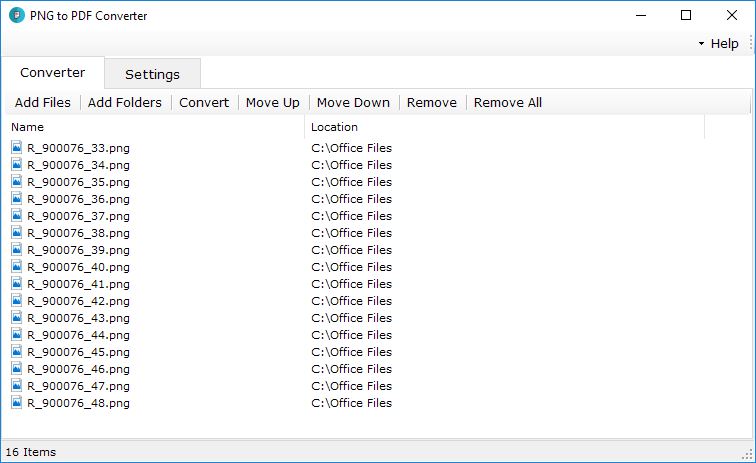 PNG to PDF Converter
Help
Converter Settings
Add Files Add Folders Convert Move Up Move Down Remove Remove All
Name Location
R_900076_33.png C:\Office Files
R_900076_34.png C:\Office Files
R_900076_35.png C:\Office Files
R_900076_36.png C:\Office Files
R_900076_37.png C:\Office Files
R_900076_38.png C:\Office Files
R_900076_39.png C:\Office Files
R_900076_40.png C:\Office Files
R_900076_41.png C:\Office Files
R_900076_42.png C:\Office Files
R_900076_43.png C:\Office Files
R_900076_44.png C:\Office Files
R_900076_45.png C:\Office Files
R_900076_46.png C:\Office Files
R_900076_47.png C:\Office Files
R_900076_48.png C:\Office Files
16 Items